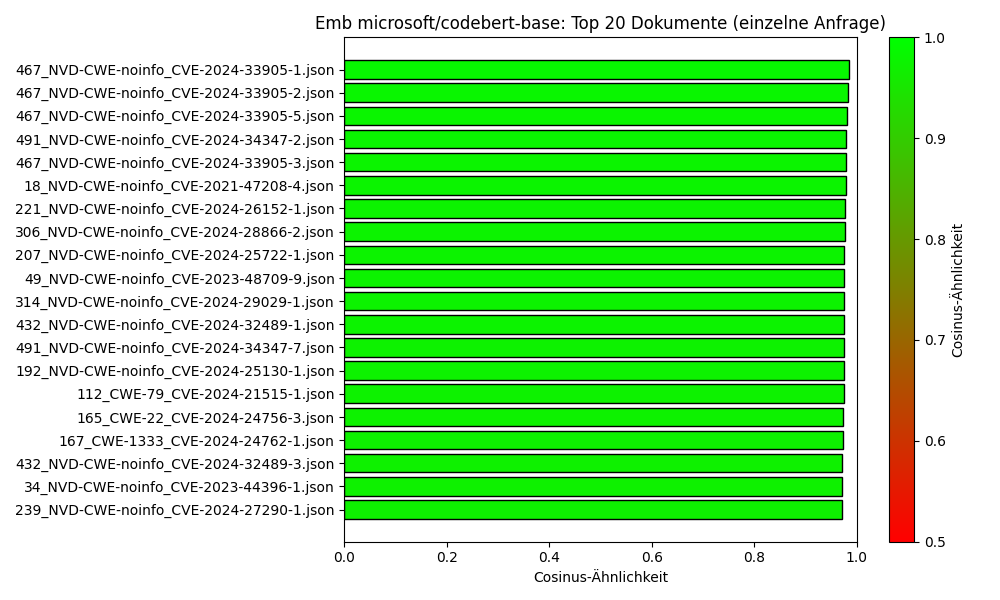 Emb microsoft/codebert-base: Top 20 Dokumente (einzelne Anfrage)
467_NVD-CWE-noinfo_CVE-2024-33905-1.json
467_NVD-CWE-noinfo_CVE-2024-33905-2.json
467_NVD-CWE-noinfo_CVE-2024-33905-5.json
491_NVD-CWE-noinfo_CVE-2024-34347-2.json
467_NVD-CWE-noinfo_CVE-2024-33905-3.json
18_NVD-CWE-noinfo_CVE-2021-47208-4.json
221_NVD-CWE-noinfo_CVE-2024-26152-1.json
306_NVD-CWE-noinfo_CVE-2024-28866-2.json
207_NVD-CWE-noinfo_CVE-2024-25722-1.json
49_NVD-CWE-noinfo_CVE-2023-48709-9.json
314_NVD-CWE-noinfo_CVE-2024-29029-1.json
432_NVD-CWE-noinfo_CVE-2024-32489-1.json
491_NVD-CWE-noinfo_CVE-2024-34347-7.json
192_NVD-CWE-noinfo_CVE-2024-25130-1.json
112_CWE-79_CVE-2024-21515-1.json
165_CWE-22_CVE-2024-24756-3.json
167_CWE-1333_CVE-2024-24762-1.json
432_NVD-CWE-noinfo_CVE-2024-32489-3.json
34_NVD-CWE-noinfo_CVE-2023-44396-1.json
239_NVD-CWE-noinfo_CVE-2024-27290-1.json
0.0 0.2 0.4 0.6 0.8 1.0
Cosinus-Ähnlichkeit
1.0
0.9
0.8
0.7
0.6
0.5
Cosinus-Ähnlichkeit